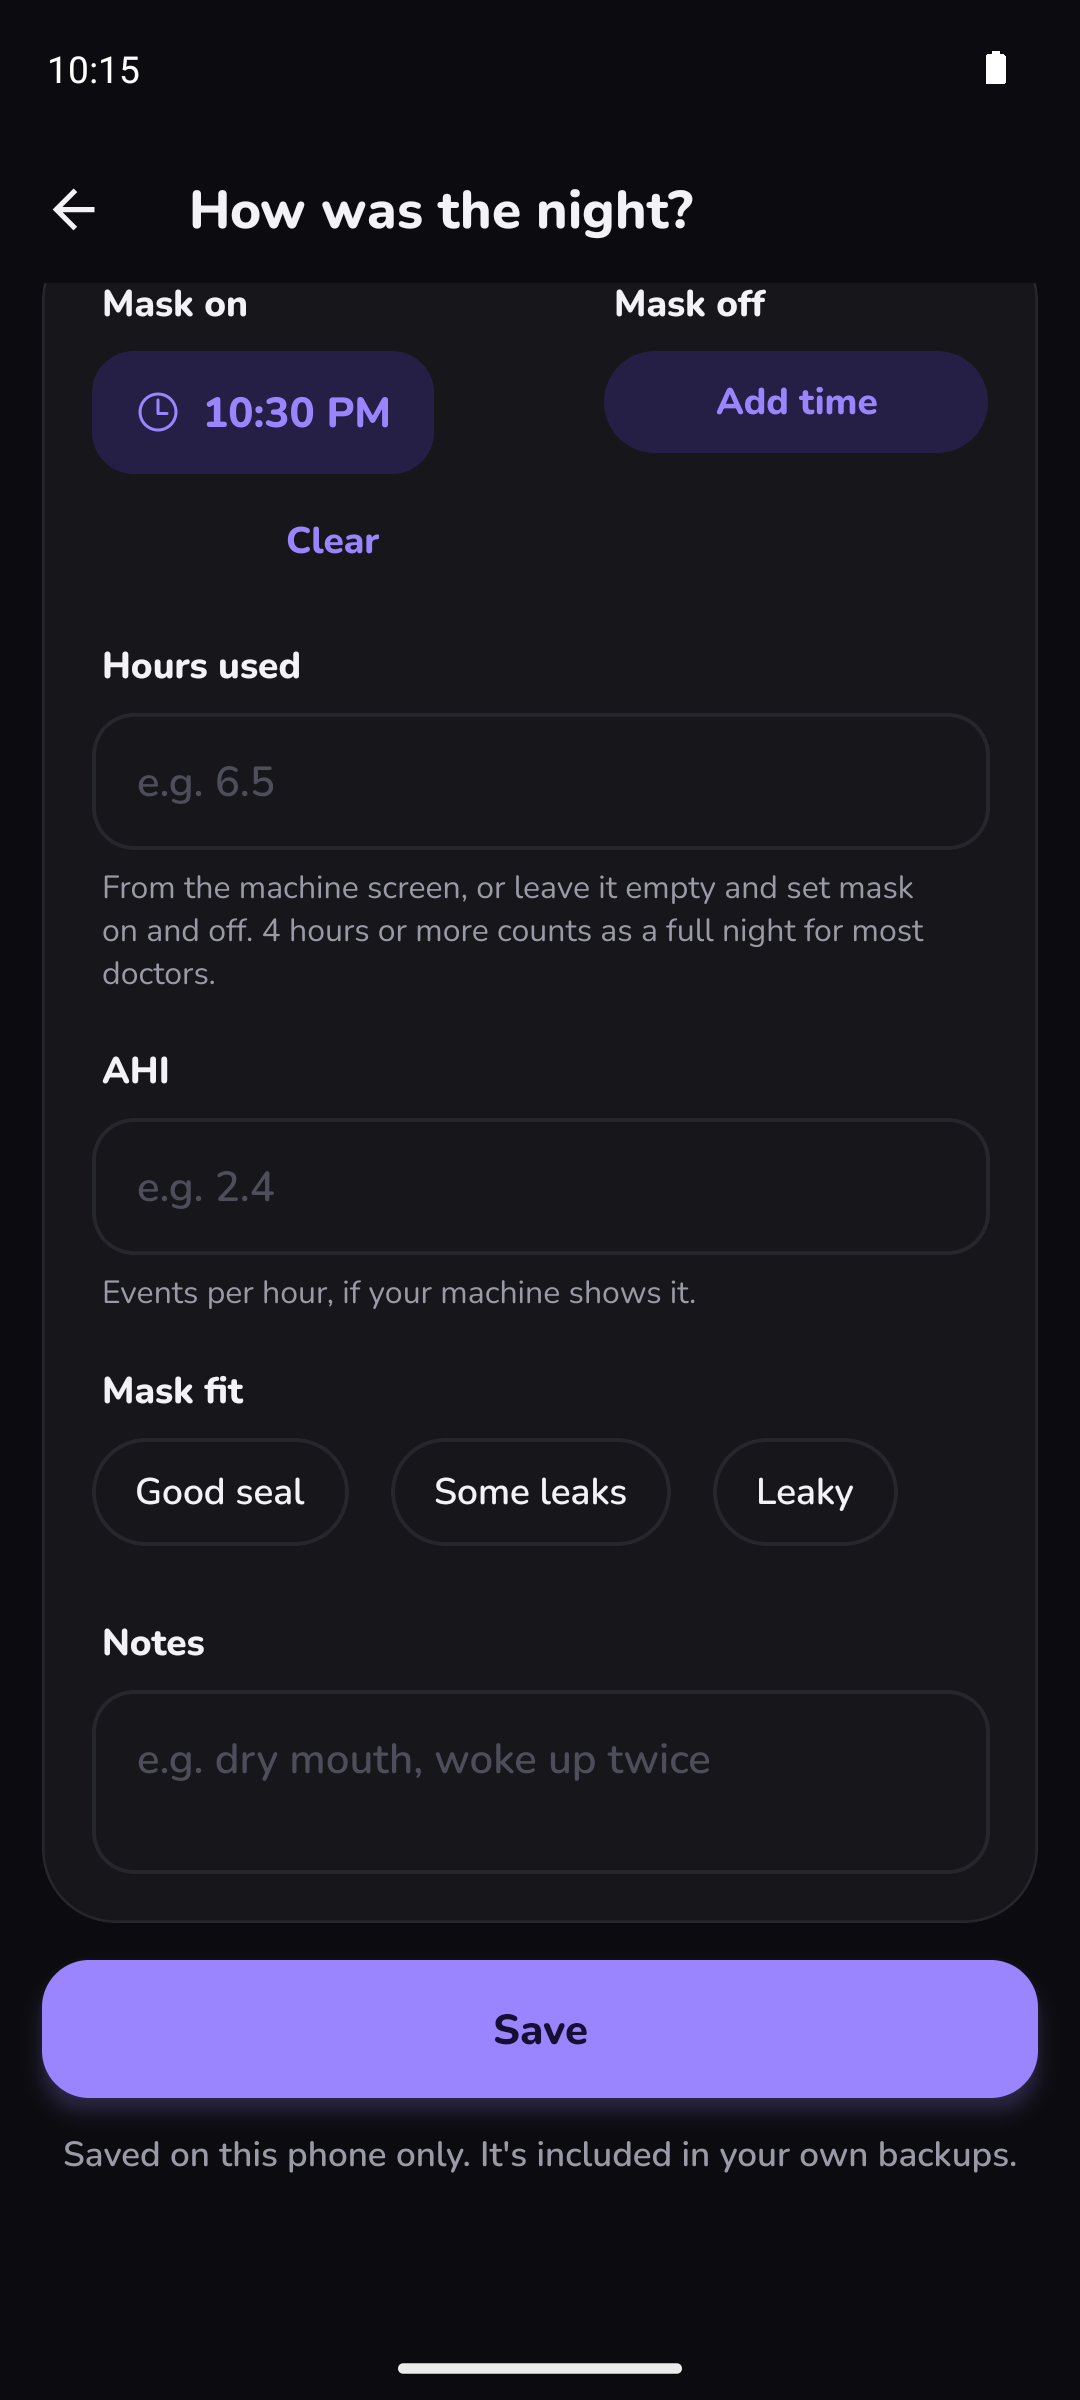 10:15
How was the night?
Mask on
Mask off
10:30 PM
Add time
Clear
Hours used
e.g. 6.5
From the machine screen, or leave it empty and set mask
on and off. 4 hours or more counts as a full night for most
doctors.
AHI
e.g. 2.4
Events per hour, if your machine shows it.
Mask fit
Good seal
Some leaks
Leaky
Notes
e.g. dry mouth, woke up twice
Save
Saved on this phone only. It's included in your own backups.